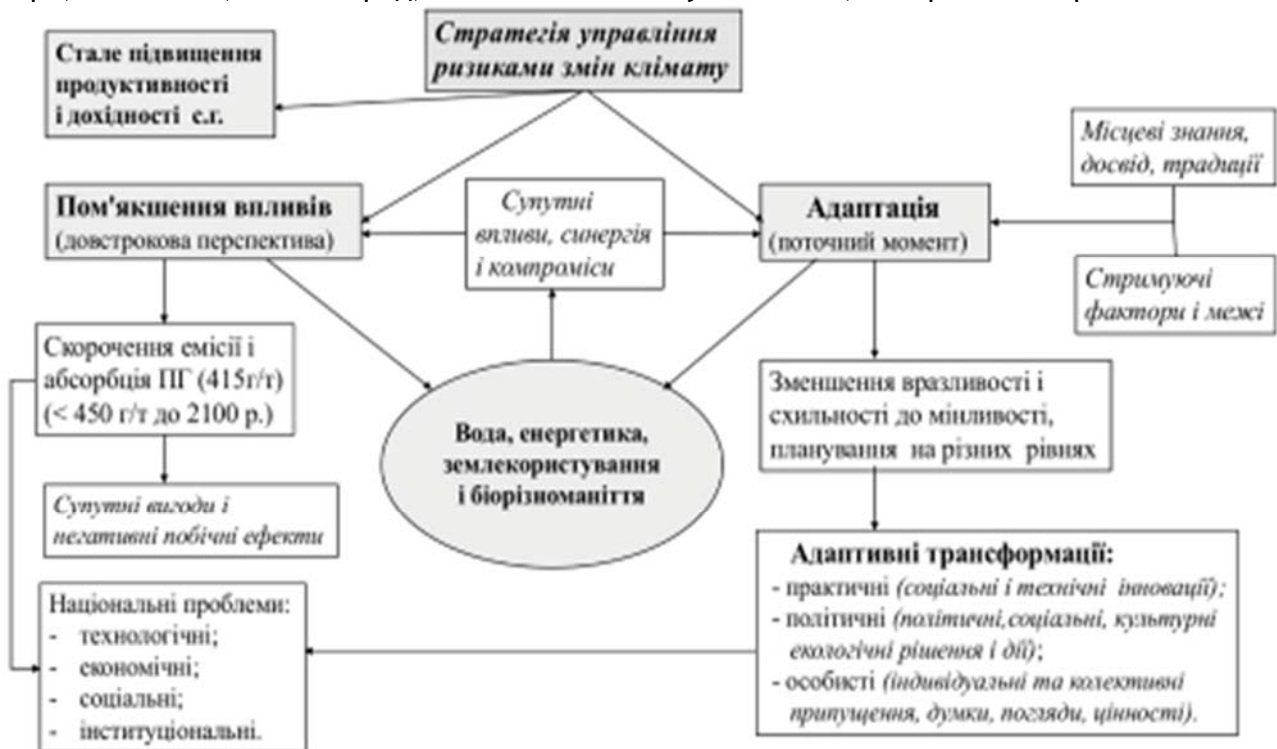 Стратегія управління
ризиками змін клімату
Стале підвищення
продуктивності
і дохідності с.г.
Місцеві знання,
досвід, традиції
Пом'якшення впливів
(довстрокова перспектива)
Супутні
впливи, синергія
і компроміси
Адаптація
(поточний момент)
Стримуючі
фактори і межі
Скорочення емісії і
абсорбція ПГ (415г/т)
(< 450 г/т до 2100 р.)
Зменшення вразливості і
схильності до мінливості,
планування на різних рівнях
Вода, енергетика,
землекористування
і біорізноманіття
Супутні вигоди і
негативні побічні ефекти
Адаптивні трансформації:
- практичні (соціальні і технічні інновації);
- політичні (політичні,соціальні, культурні
екологічні рішення і дії);
- особисті (індивідуальні та колективні
припущення, думки, погляди, цінності).
Національні проблеми:
- технологічні;
- економічні;
- соціальні;
- інституціональні.